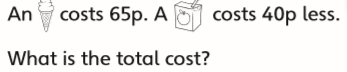 An costs 65p. A costs 40p less.
What is the total cost?